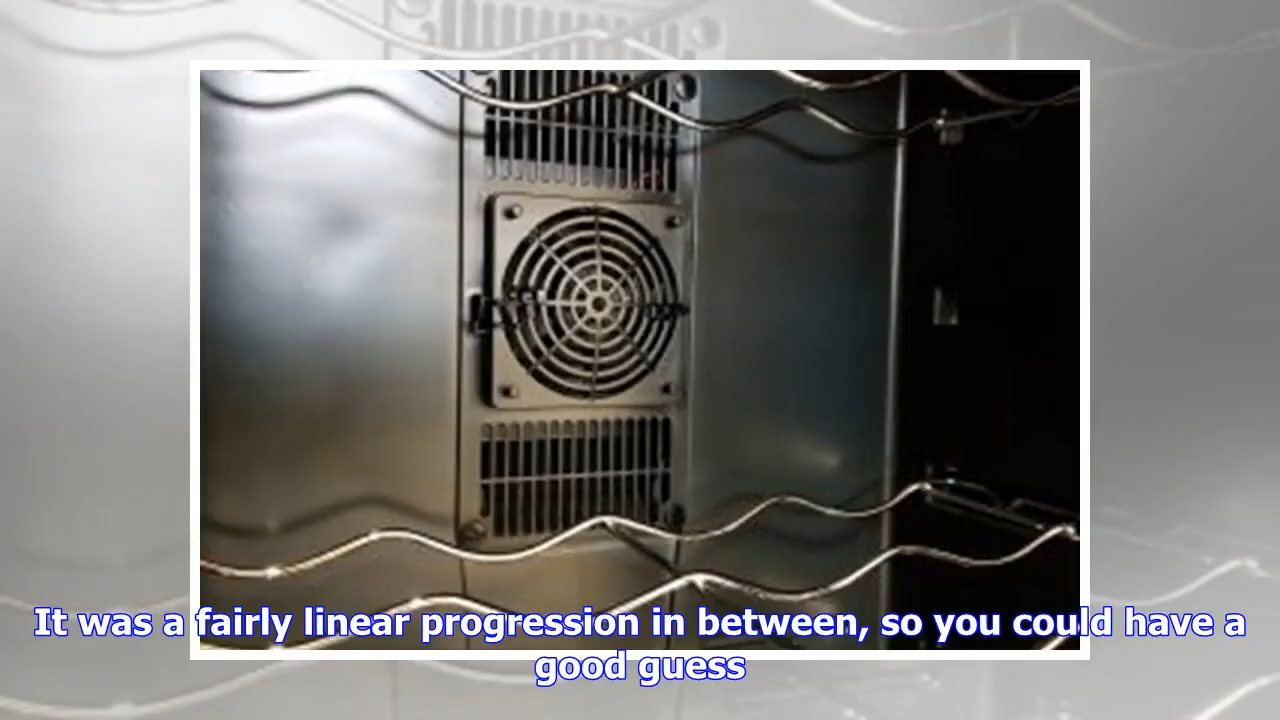 It was a fairly linear progression in between, so you could have a
good guess